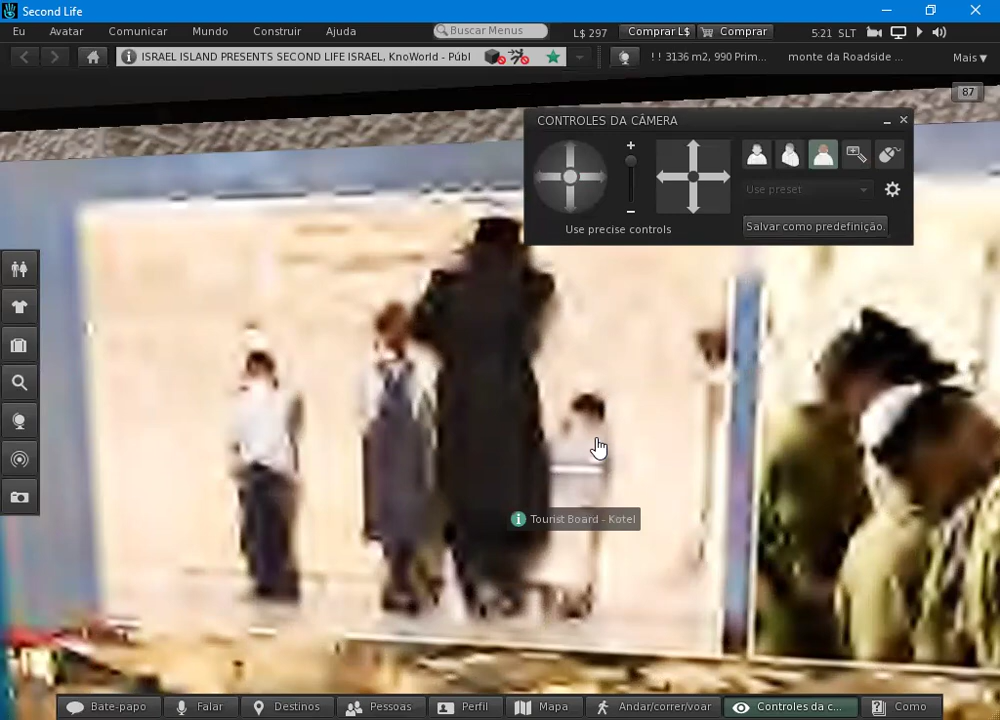 Second Life
Eu Avatar Comunicar Mundo Construir Ajuda Buscar Menus L$ 297 Comprar L$ Comprar 5:21 SLT
ISRAEL ISLAND PRESENTS SECOND LIFE ISRAEL, KnoWorld - Públ ! ! 3136 m2, 990 Prim... monte da Roadside ... Mais
87
CONTROLES DA CÂMERA
Use preset
Use precise controls
Salvar como predefinição.
Tourist Board - Kotel
Bate-papo Falar Destinos Pessoas Perfil Mapa Andar/correr/voar Controles da c... Como